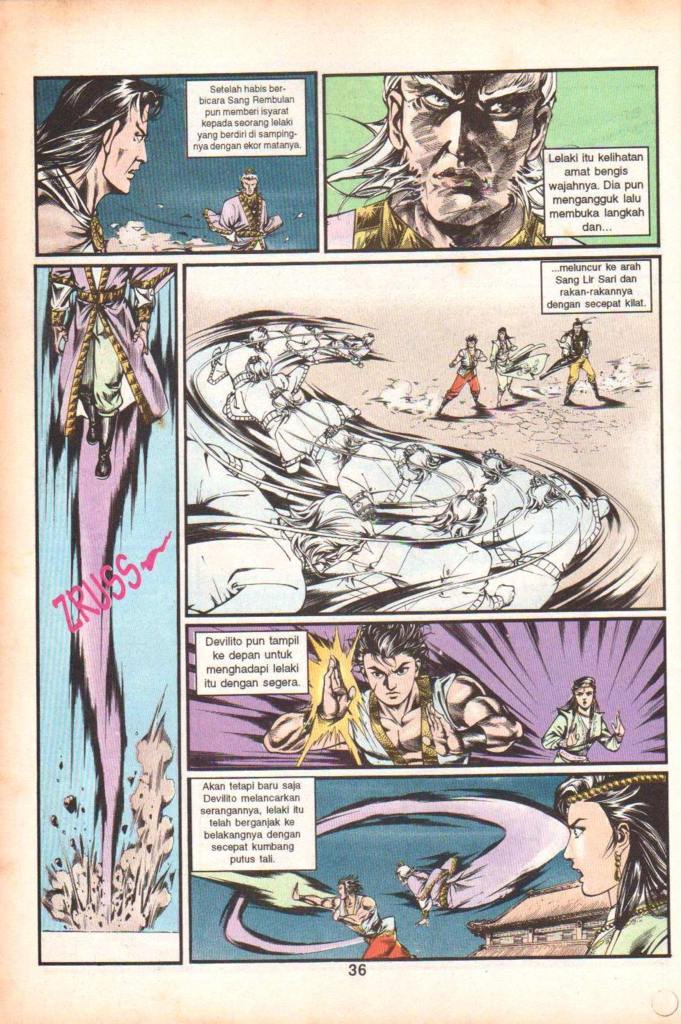 Setelah habis ber-
bicara Sang Rembulan
pun memberi isyarat
kepada seorang lelaki
yang berdiri di samping-
nya dengan ekor matanya.
Lelaki itu kelihatan
amat bengis
wajahnya. Dia pun
mengangguk lalu
membuka langkah
dan...
ZRUSS
...meluncur ke arah
Sang Lir Sari dan
rakan-rakannya
dengan secepat kilat.
Devilito pun tampil
ke depan untuk
menghadapi lelaki
itu dengan segera.
Akan tetapi baru saja
Devilito melancarkan
serangannya, lelaki itu
telah berganjak ke
belakangnya dengan
secepat kumbang
putus tali.
36